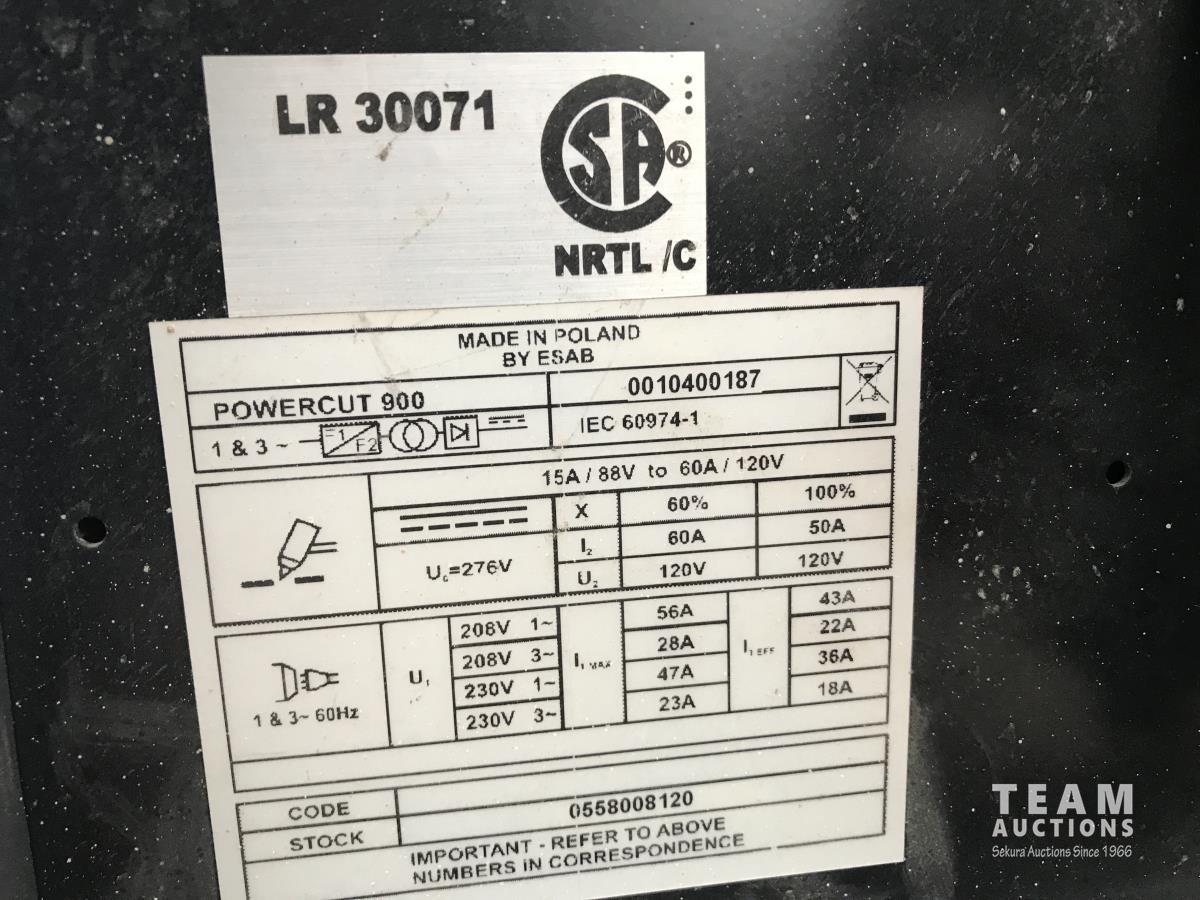 LR 30071
CSA ®
NRTL /C
MADE IN POLAND
BY ESAB
POWERCUT 900
0010400187
1 & 3 ~ F1 F2
IEC 60974-1
15A / 88V to 60A / 120V
X 60% 100%
I2 60A 50A
U0=276V
U2 120V 120V
1 & 3~ 60Hz
U1
208V 1~
208V 3~
230V 1~
230V 3~
I1 MAX
56A
28A
47A
23A
I1 EFF
43A
22A
36A
18A
CODE
STOCK
0558008120
IMPORTANT - REFER TO ABOVE
NUMBERS IN CORRESPONDENCE
TEAM
AUCTIONS
Sekura Auctions Since 1966